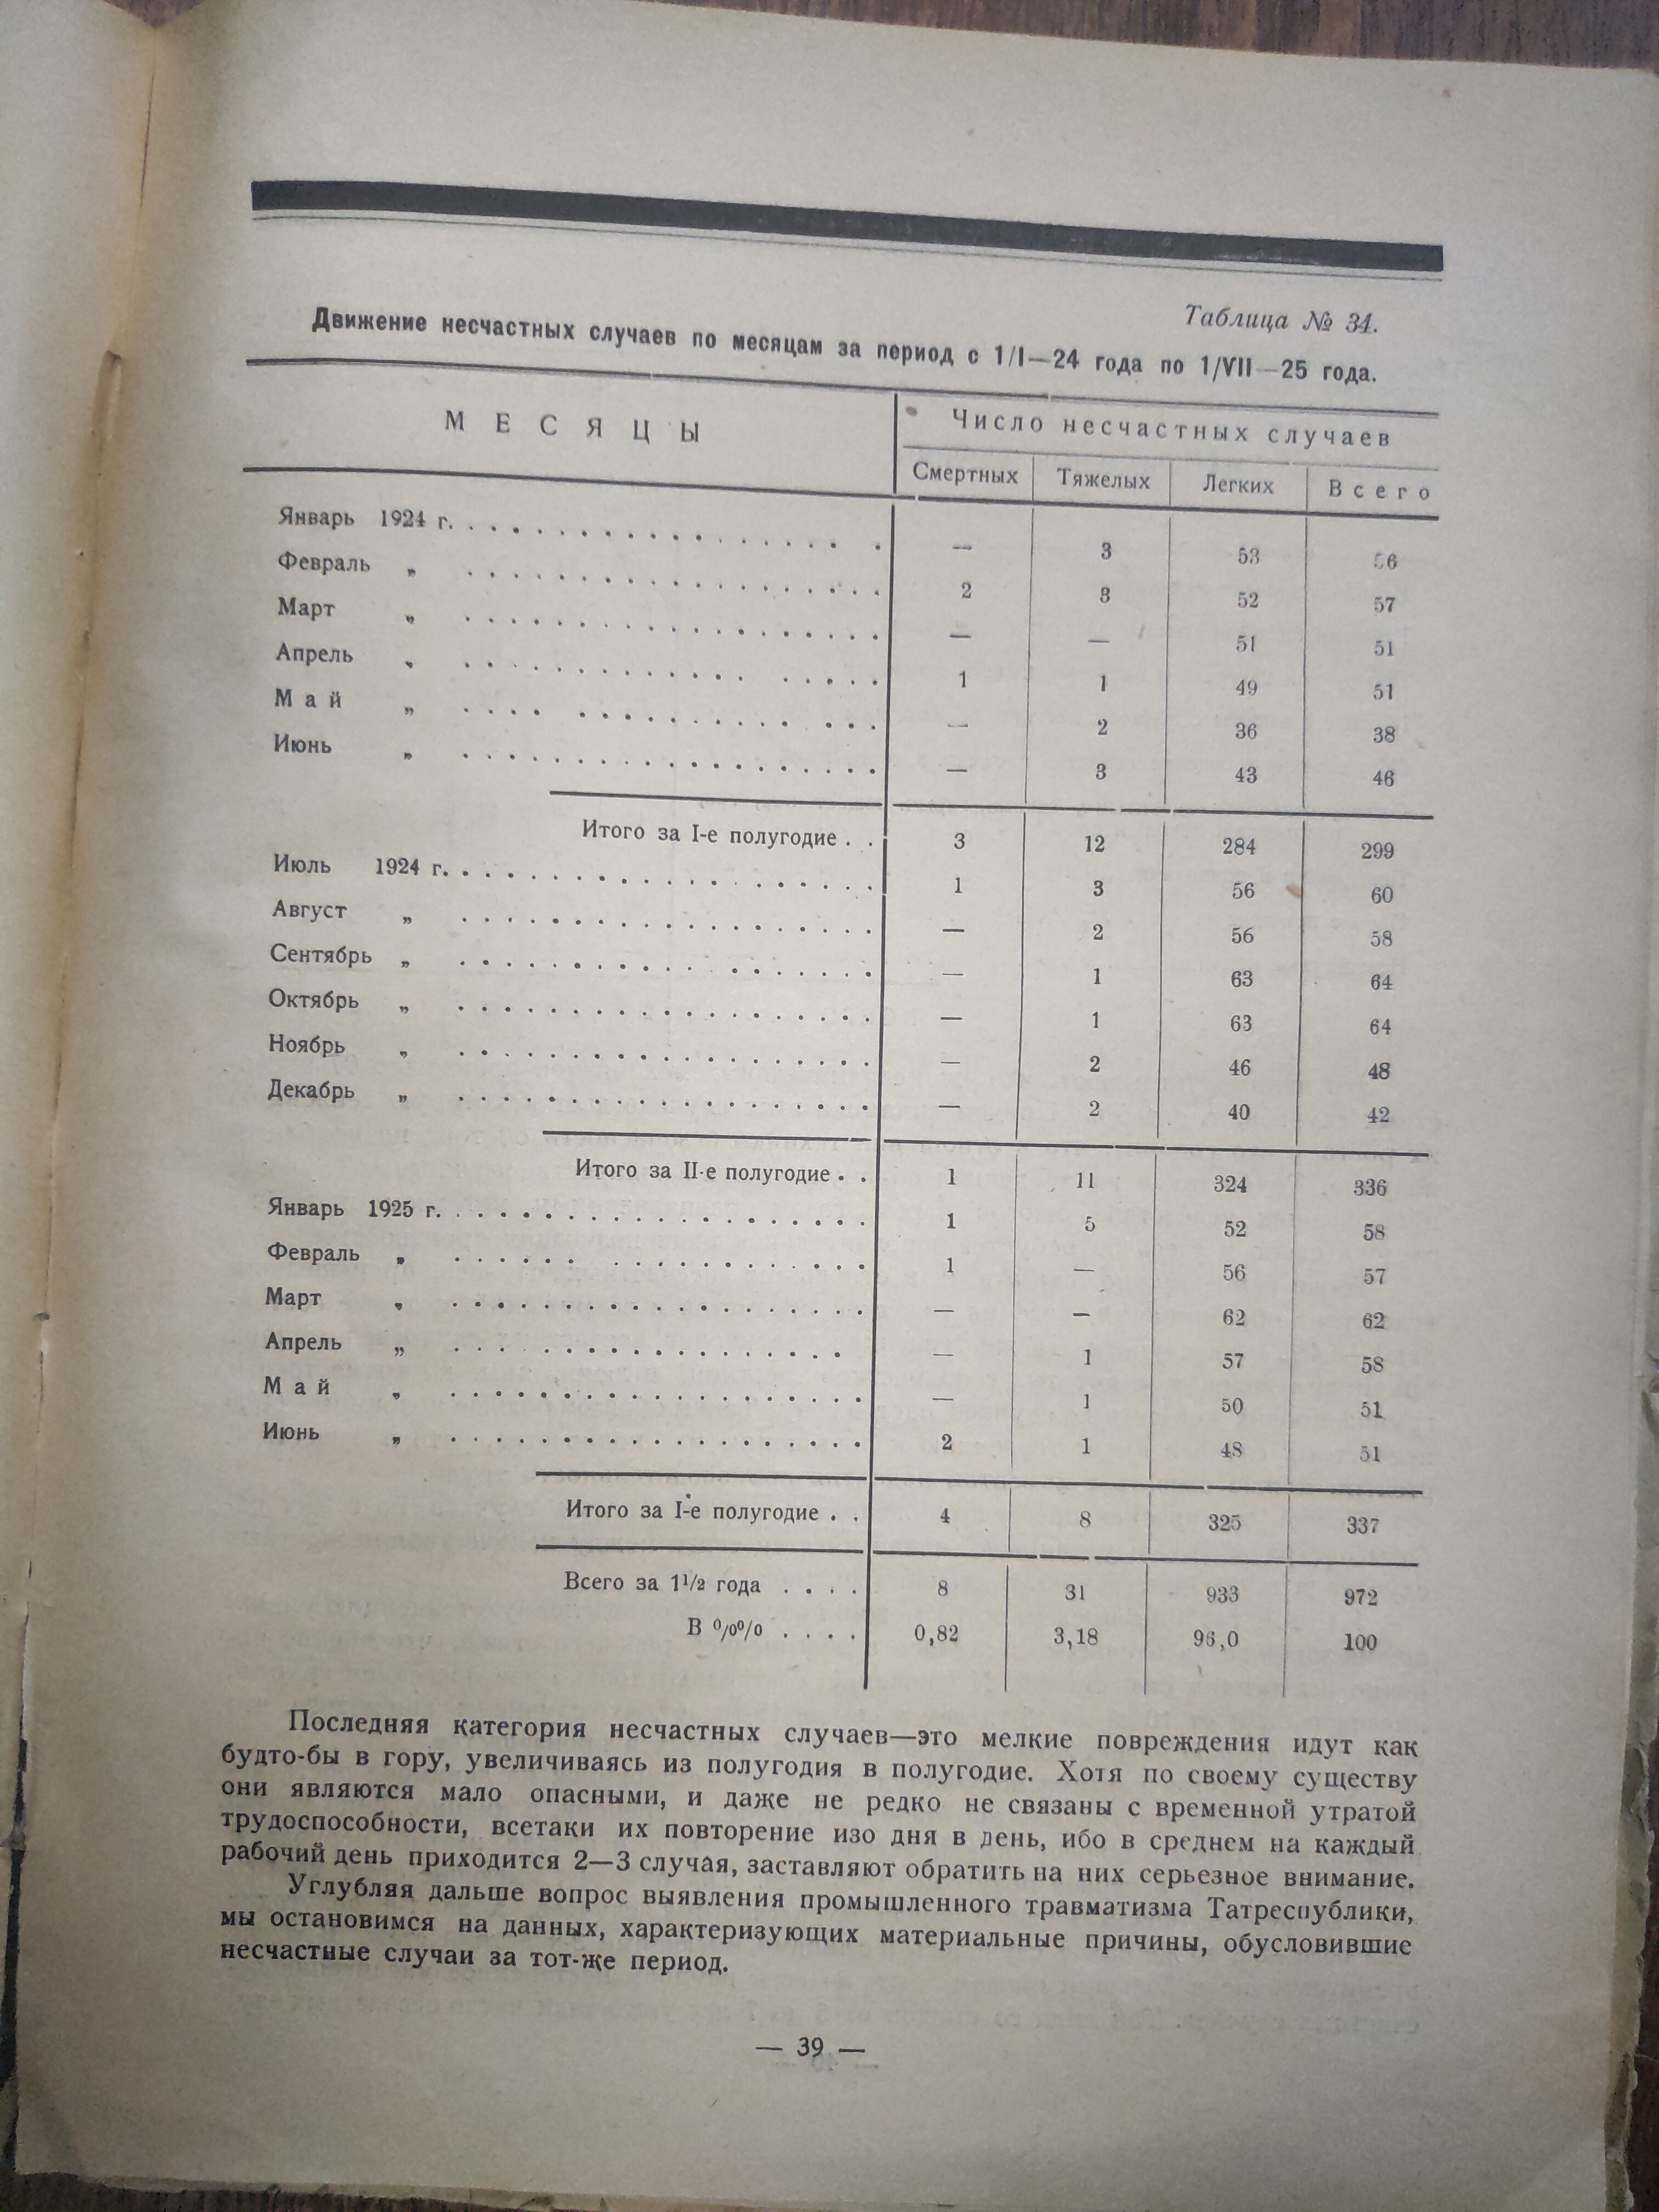 Таблица № 34.
Движение несчастных случаев по месяцам за период с 1/I—24 года по 1/VII—25 года.
МЕСЯЦЫ Число несчастных случаев
Смертных Тяжелых Легких Всего
Январь 1924 г. — 3 53 56
Февраль „ 2 3 52 57
Март „ — — 51 51
Апрель „ 1 1 49 51
Май „ — 2 36 38
Июнь „ — 3 43 46
Итого за I-е полугодие . . 3 12 284 299
Июль 1924 г. 1 3 56 60
Август „ — 2 56 58
Сентябрь „ — 1 63 64
Октябрь „ — 1 63 64
Ноябрь „ — 2 46 48
Декабрь „ — 2 40 42
Итого за II-е полугодие . . 1 11 324 336
Январь 1925 г. 1 5 52 58
Февраль „ 1 — 56 57
Март „ — — 62 62
Апрель „ — 1 57 58
Май „ — 1 50 51
Июнь „ 2 1 48 51
Итого за I-е полугодие . . 4 8 325 337
Всего за 1½ года . . . . 8 31 933 972
В %% . . . . 0,82 3,18 96,0 100
Последняя категория несчастных случаев—это мелкие повреждения идут как
будто-бы в гору, увеличиваясь из полугодия в полугодие. Хотя по своему существу
они являются мало опасными, и даже не редко не связаны с временной утратой
трудоспособности, всетаки их повторение изо дня в день, ибо в среднем на каждый
рабочий день приходится 2—3 случая, заставляют обратить на них серьезное внимание.
Углубляя дальше вопрос выявления промышленного травматизма Татреспублики,
мы остановимся на данных, характеризующих материальные причины, обусловившие
несчастные случаи за тот-же период.
— 39 —